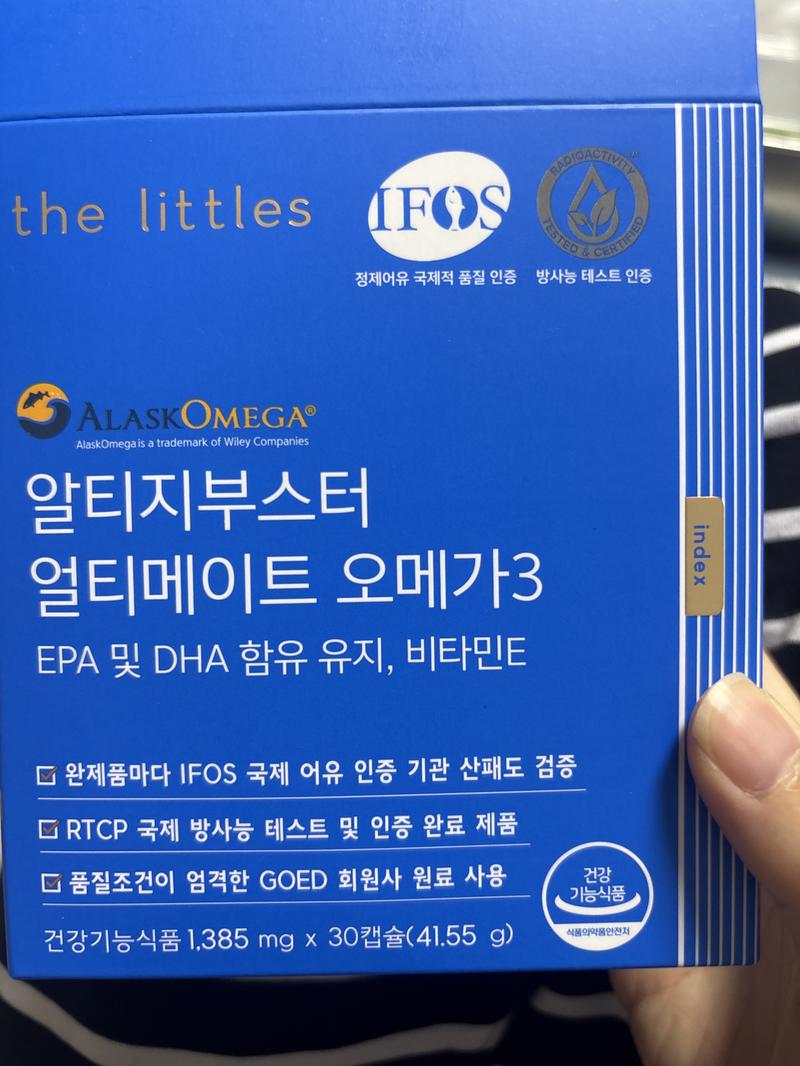 the littles
IFOS
정제어유 국제적 품질 인증
RADIOACTIVITY™
TESTED & CERTIFIED
방사능 테스트 인증
ALASKOMEGA®
AlaskOmega is a trademark of Wiley Companies
알티지부스터
얼티메이트 오메가3
EPA 및 DHA 함유 유지, 비타민E
index
완제품마다 IFOS 국제 어유 인증 기관 산패도 검증
RTCP 국제 방사능 테스트 및 인증 완료 제품
품질조건이 엄격한 GOED 회원사 원료 사용
건강기능식품 1,385 mg x 30캡슐(41.55 g)
건강
기능식품
식품의약품안전처